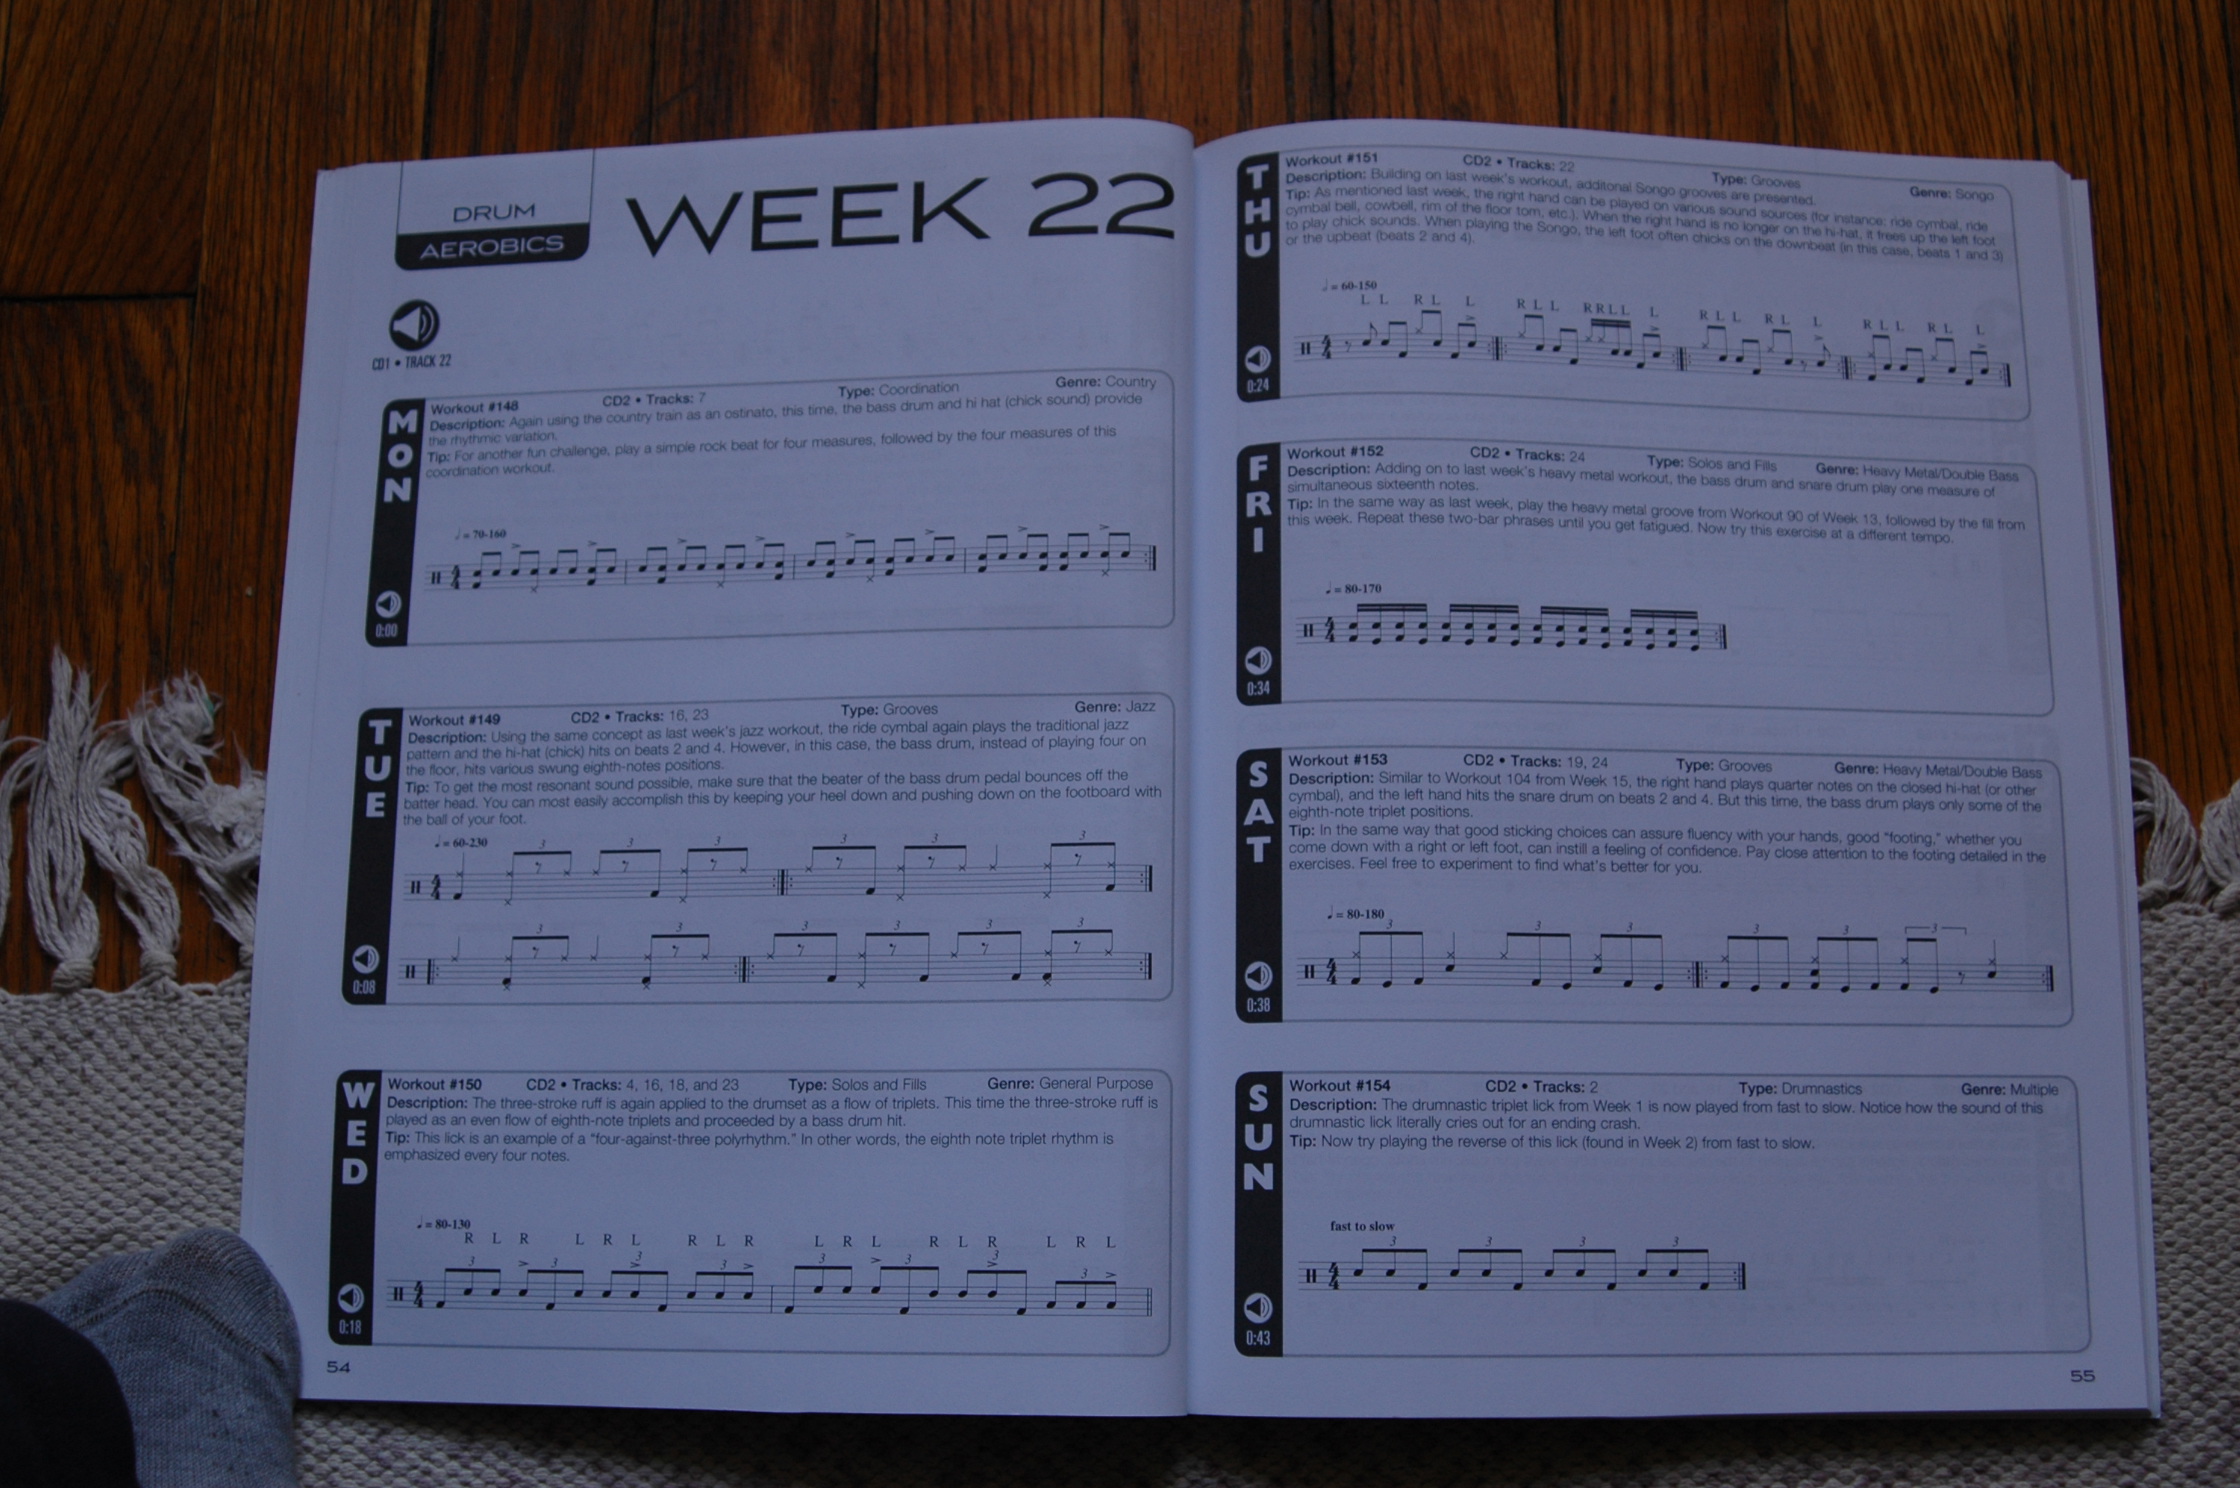 DRUM
AEROBICS
WEEK 22
CD1 • TRACK 22
MON
0:00
Workout #148 CD2 • Tracks: 7 Type: Coordination Genre: Country
Description: Again using the country train as an ostinato, this time, the bass drum and hi hat (chick sound) provide
the rhythmic variation.
Tip: For another fun challenge, play a simple rock beat for four measures, followed by the four measures of this
coordination workout.
♩ = 70-160
TUE
0:08
Workout #149 CD2 • Tracks: 16, 23 Type: Grooves Genre: Jazz
Description: Using the same concept as last week's jazz workout, the ride cymbal again plays the traditional jazz
pattern and the hi-hat (chick) hits on beats 2 and 4. However, in this case, the bass drum, instead of playing four on
the floor, hits various swung eighth-notes positions.
Tip: To get the most resonant sound possible, make sure that the beater of the bass drum pedal bounces off the
batter head. You can most easily accomplish this by keeping your heel down and pushing down on the footboard with
the ball of your foot.
♩ = 60-230
3 3 3 3 3
3 3 3 3 3 3
WED
0:18
Workout #150 CD2 • Tracks: 4, 16, 18, and 23 Type: Solos and Fills Genre: General Purpose
Description: The three-stroke ruff is again applied to the drumset as a flow of triplets. This time the three-stroke ruff is
played as an even flow of eighth-note triplets and proceeded by a bass drum hit.
Tip: This lick is an example of a "four-against-three polyrhythm." In other words, the eighth note triplet rhythm is
emphasized every four notes.
♩ = 80-130
R L R L R L R L R L R L R L R L R L
3 3 3 3 3 3 3 3
54
THU
0:24
Workout #151 CD2 • Tracks: 22 Type: Grooves Genre: Songo
Description: Building on last week's workout, additonal Songo grooves are presented.
Tip: As mentioned last week, the right hand can be played on various sound sources (for instance: ride cymbal, ride
cymbal bell, cowbell, rim of the floor tom, etc.). When the right hand is no longer on the hi-hat, it frees up the left foot
to play chick sounds. When playing the Songo, the left foot often chicks on the downbeat (in this case, beats 1 and 3)
or the upbeat (beats 2 and 4).
♩ = 60-150
L L R L L R L L R R L L L R L L R L L R L L R L L
FRI
0:34
Workout #152 CD2 • Tracks: 24 Type: Solos and Fills Genre: Heavy Metal/Double Bass
Description: Adding on to last week's heavy metal workout, the bass drum and snare drum play one measure of
simultaneous sixteenth notes.
Tip: In the same way as last week, play the heavy metal groove from Workout 90 of Week 13, followed by the fill from
this week. Repeat these two-bar phrases until you get fatigued. Now try this exercise at a different tempo.
♩ = 80-170
SAT
0:38
Workout #153 CD2 • Tracks: 19, 24 Type: Grooves Genre: Heavy Metal/Double Bass
Description: Similar to Workout 104 from Week 15, the right hand plays quarter notes on the closed hi-hat (or other
cymbal), and the left hand hits the snare drum on beats 2 and 4. But this time, the bass drum plays only some of the
eighth-note triplet positions.
Tip: In the same way that good sticking choices can assure fluency with your hands, good "footing," whether you
come down with a right or left foot, can instill a feeling of confidence. Pay close attention to the footing detailed in the
exercises. Feel free to experiment to find what's better for you.
♩ = 80-180
3 3 3 3 3 3
SUN
0:43
Workout #154 CD2 • Tracks: 2 Type: Drumnastics Genre: Multiple
Description: The drumnastic triplet lick from Week 1 is now played from fast to slow. Notice how the sound of this
drumnastic lick literally cries out for an ending crash.
Tip: Now try playing the reverse of this lick (found in Week 2) from fast to slow.
fast to slow
3 3 3 3
55